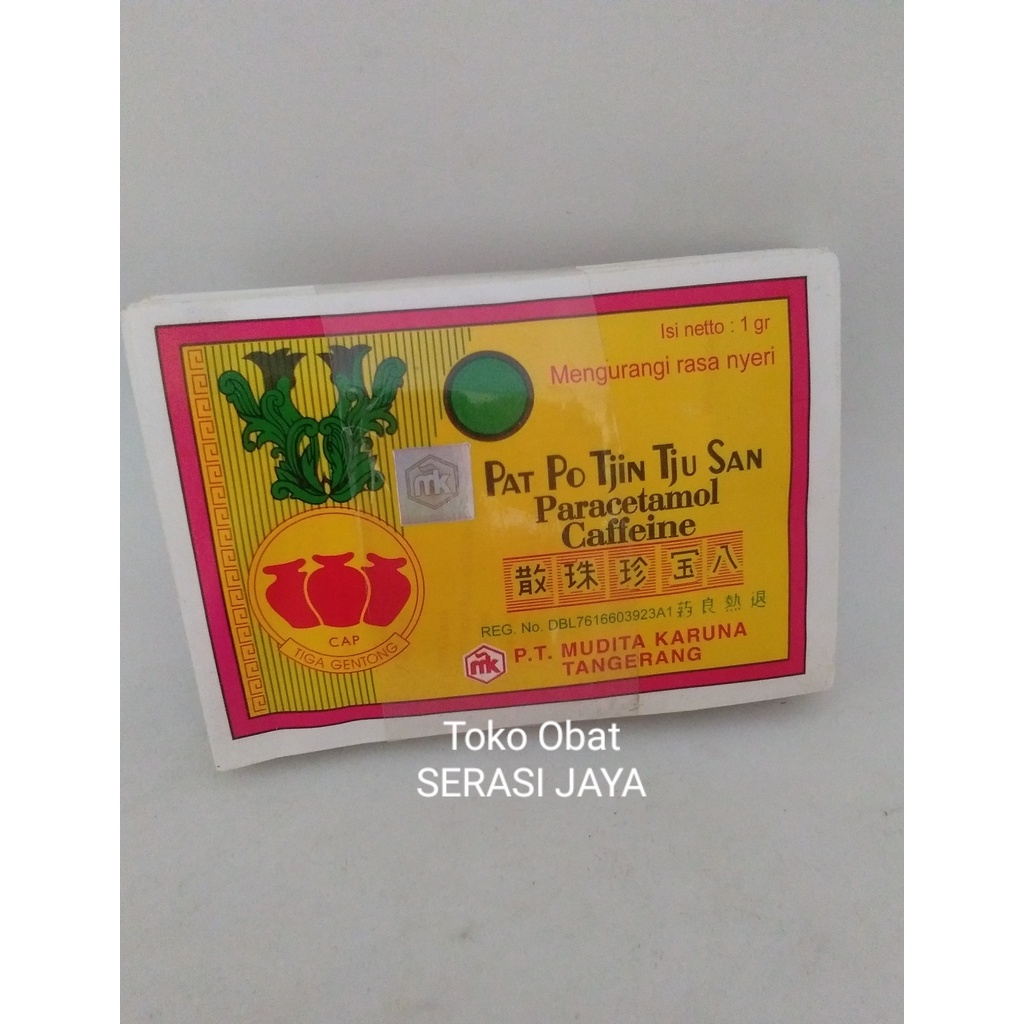 Isi netto : 1 gr
Mengurangi rasa nyeri
mk
PAT PO TJIN TJU SAN
Paracetamol
Caffeine
散珠珍宝八
REG. No. DBL7616603923A1 药良熱退
mk P.T. MUDITA KARUNA
TANGERANG
CAP
TIGA GENTONG
Toko Obat
SERASI JAYA